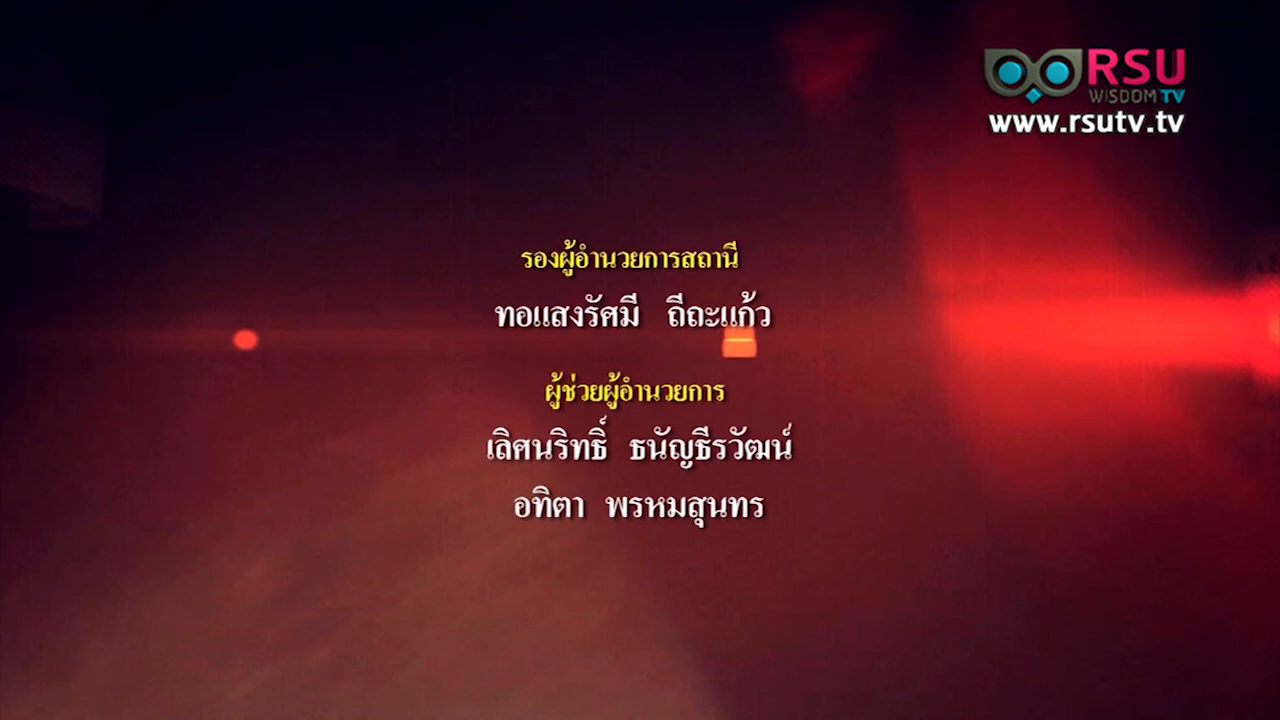 RSU
WISDOM TV
www.rsutv.tv
รองผู้อำนวยการสถานี
ทอแสงรัศมี ถีถะแก้ว
ผู้ช่วยผู้อำนวยการ
เลิศนริทธิ์ ธนัญธีรวัฒน์
อทิตา พรหมสุนทร